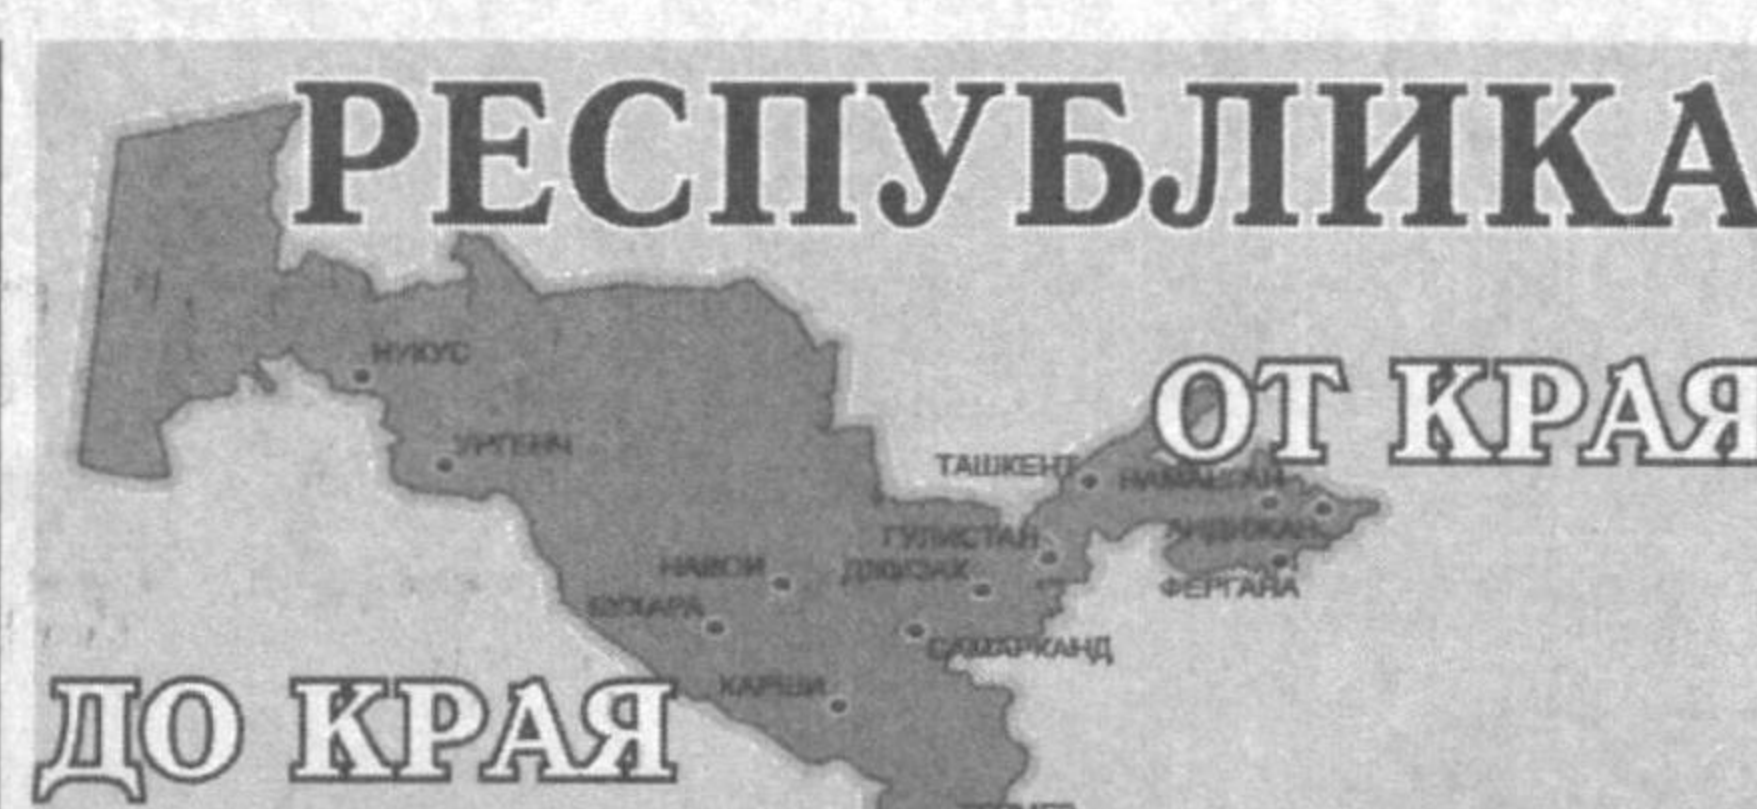 РЕСПУБЛИКА
ОТ КРАЯ
НУКУС
УРГЕНЧ
ТАШКЕНТ
НАМАНГАН
АНДИЖАН
ГУЛИСТАН
НАВОИ
ДЖИЗАК
ФЕРГАНА
БУХАРА
САМАРКАНД
КАРШИ
ДО КРАЯ